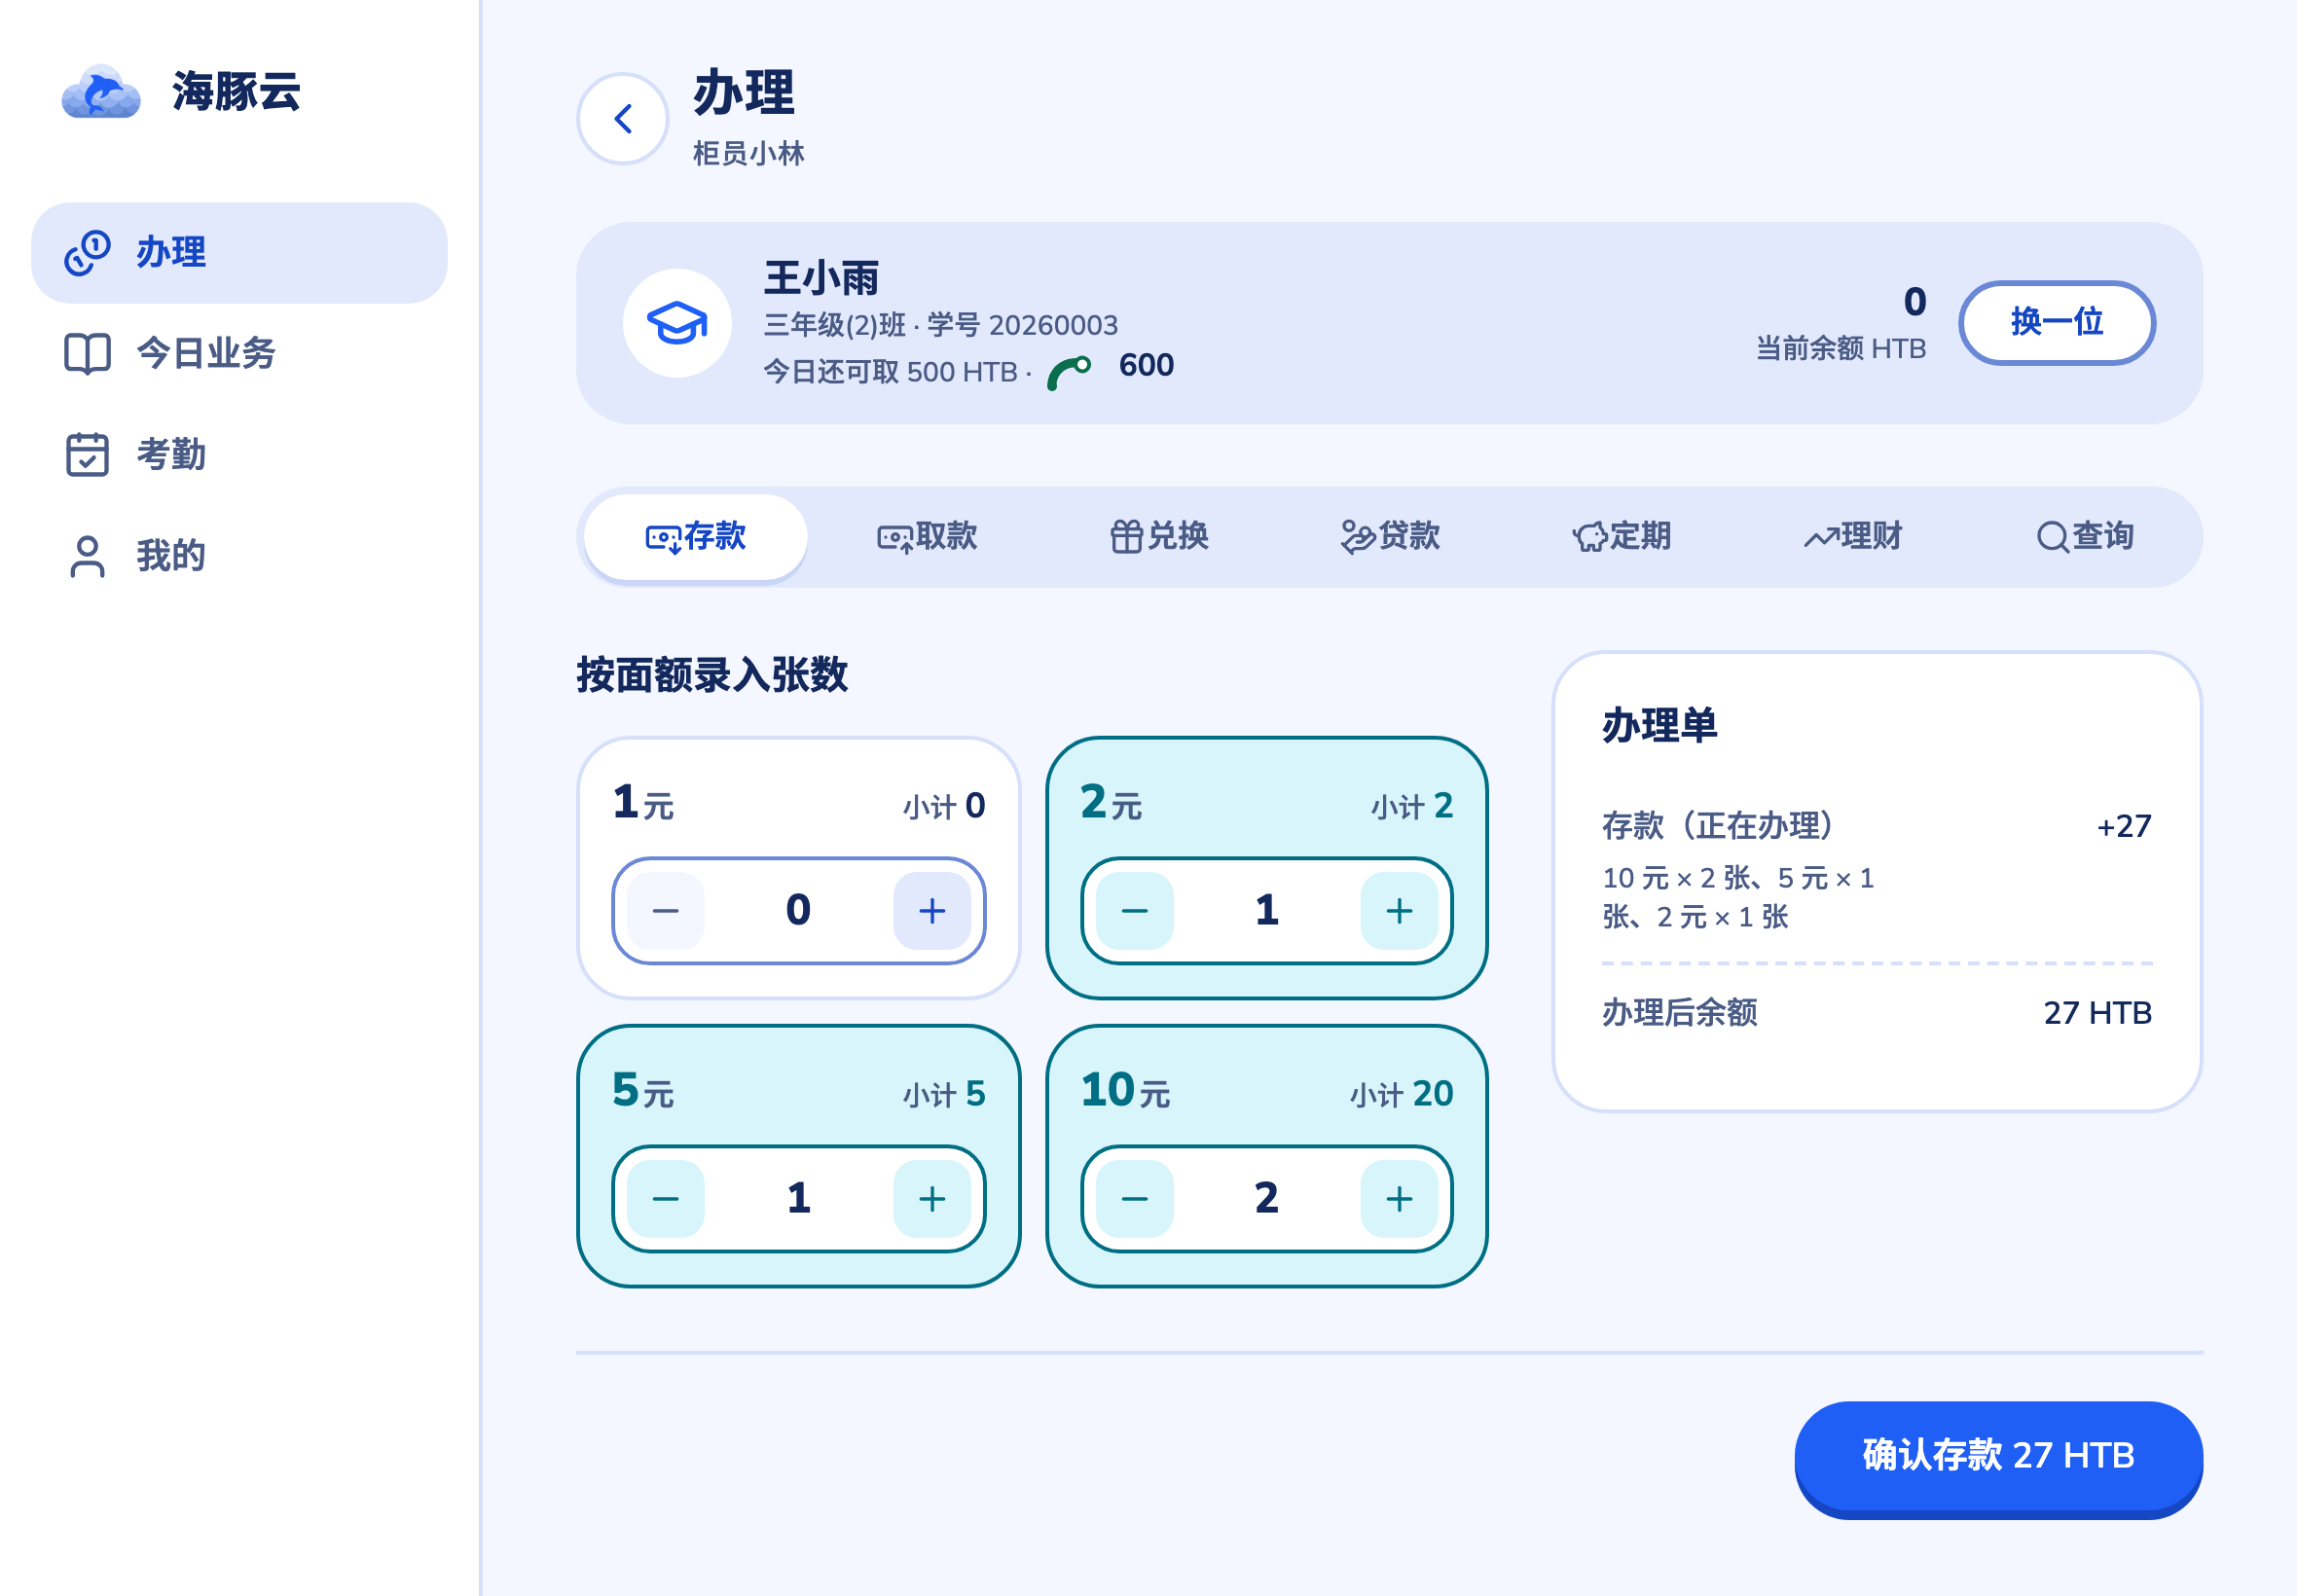 海豚云
办理
今日业务
考勤
我的
办理
柜员小林
王小雨
三年级(2)班 · 学号 20260003
今日还可取 500 HTB · 600
0
当前余额 HTB
换一位
存款 取款 兑换 贷款 定期 理财 查询
按面额录入张数
1元 小计 0
− 0 +
2元 小计 2
− 1 +
5元 小计 5
− 1 +
10元 小计 20
− 2 +
办理单
存款（正在办理） +27
10 元 × 2 张、5 元 × 1
张、2 元 × 1 张
办理后余额 27 HTB
确认存款 27 HTB